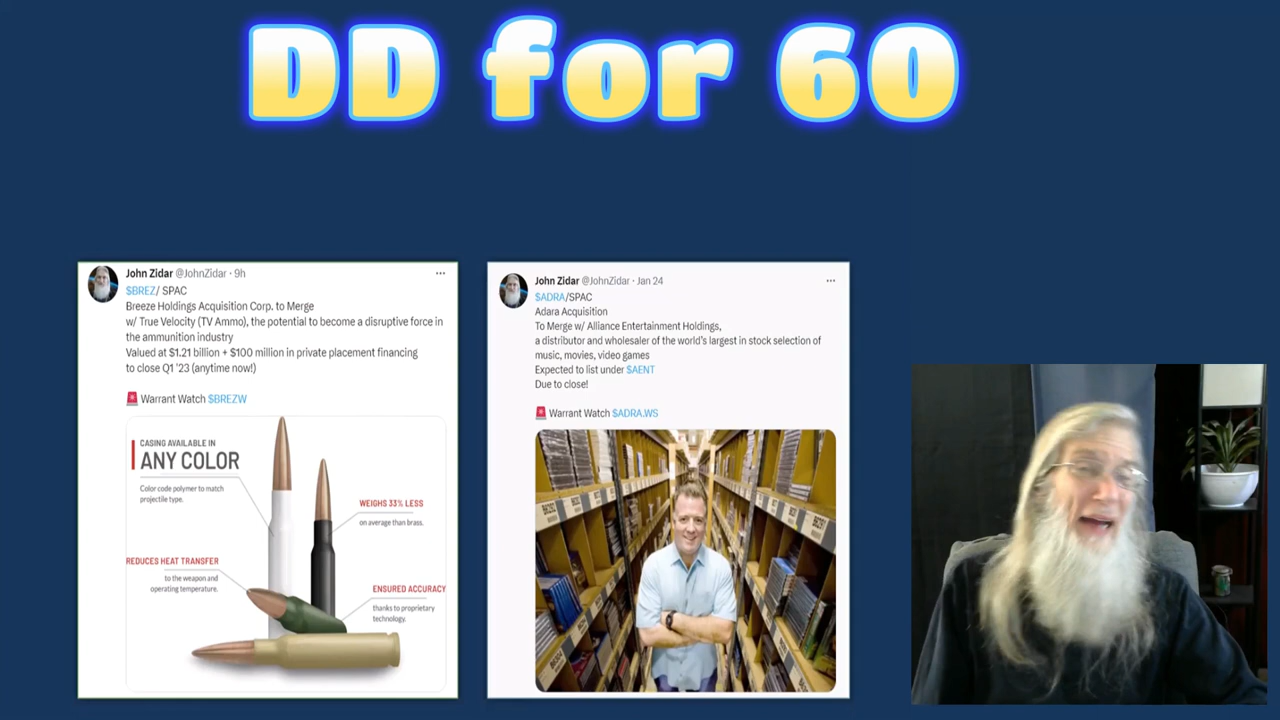 DD for 60
John Zidar @JohnZidar · 9h
$BREZ/ SPAC
Breeze Holdings Acquisition Corp. to Merge
w/ True Velocity (TV Ammo), the potential to become a disruptive force in
the ammunition industry
Valued at $1.21 billion + $100 million in private placement financing
to close Q1 '23 (anytime now!)
Warrant Watch $BREZW
CASING AVAILABLE IN
ANY COLOR
Color code polymer to match
projectile type.
WEIGHS 33% LESS
on average than brass.
REDUCES HEAT TRANSFER
to the weapon and
operating temperature.
ENSURED ACCURACY
thanks to proprietary
technology.
John Zidar @JohnZidar · Jan 24
$ADRA/SPAC
Adara Acquisition
To Merge w/ Alliance Entertainment Holdings,
a distributor and wholesaler of the world's largest in stock selection of
music, movies, video games
Expected to list under $AENT
Due to close!
Warrant Watch $ADRA.WS